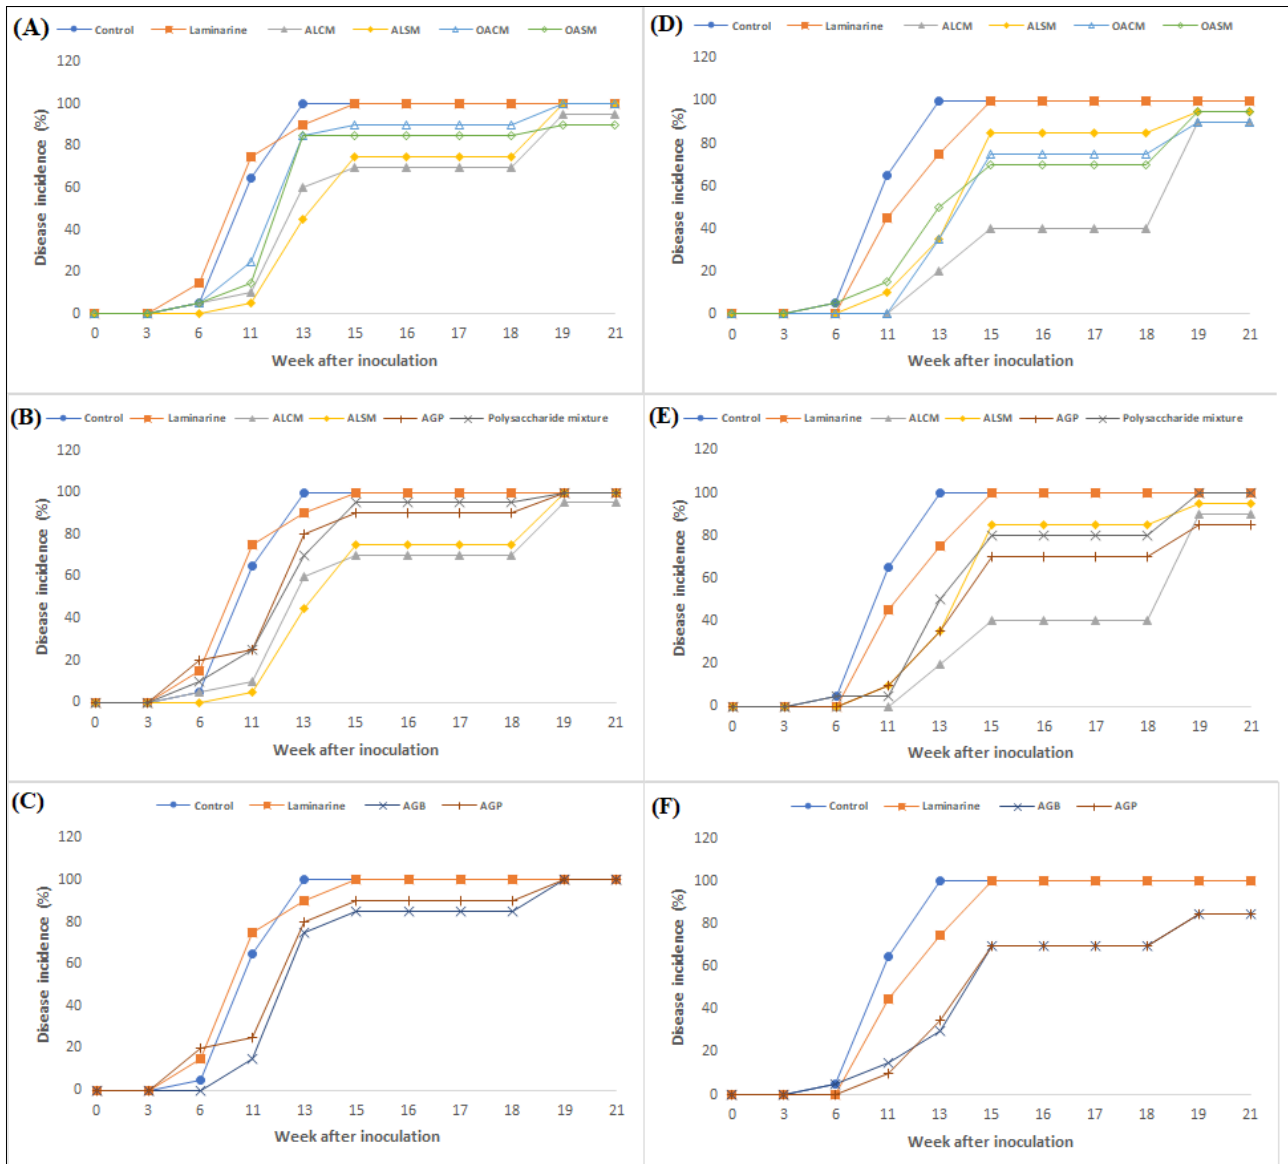 (A)
Control Laminarine ALCM ALSM OACM OASM
120
100
80
60
40
20
0
Disease incidence (%)
0 3 6 11 13 15 16 17 18 19 21
Week after inoculation
(D)
Control Laminarine ALCM ALSM OACM OASM
120
100
80
60
40
20
0
Disease incidence (%)
0 3 6 11 13 15 16 17 18 19 21
Week after inoculation
(B)
Control Laminarine ALCM ALSM AGP Polysaccharide mixture
120
100
80
60
40
20
0
Disease incidence (%)
0 3 6 11 13 15 16 17 18 19 21
Week after inoculation
(E)
Control Laminarine ALCM ALSM AGP Polysaccharide mixture
120
100
80
60
40
20
0
Disease incidence (%)
0 3 6 11 13 15 16 17 18 19 21
Week after inoculation
(C)
Control Laminarine AGB AGP
120
100
80
60
40
20
0
Disease incidence (%)
0 3 6 11 13 15 16 17 18 19 21
Week after inoculation
(F)
Control Laminarine AGB AGP
120
100
80
60
40
20
0
Disease incidence (%)
0 3 6 11 13 15 16 17 18 19 21
Week after inoculation